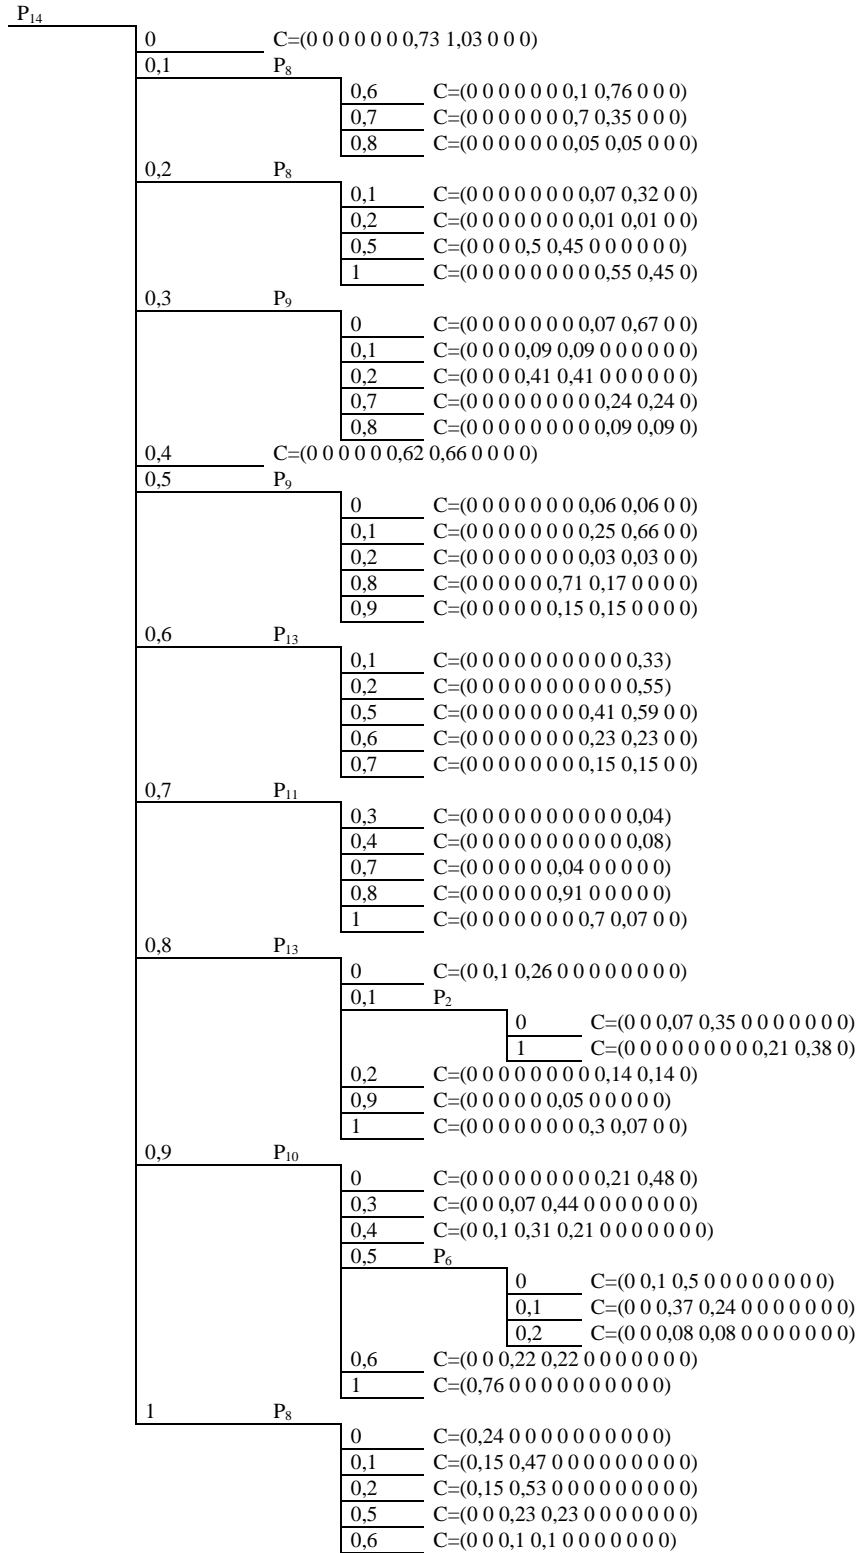 P₁₄
0 C=(0 0 0 0 0 0 0,73 1,03 0 0 0)
0,1 P₈
0,6 C=(0 0 0 0 0 0 0,1 0,76 0 0 0)
0,7 C=(0 0 0 0 0 0 0,7 0,35 0 0 0)
0,8 C=(0 0 0 0 0 0 0,05 0,05 0 0 0)
0,2 P₈
0,1 C=(0 0 0 0 0 0 0 0,07 0,32 0 0)
0,2 C=(0 0 0 0 0 0 0 0,01 0,01 0 0)
0,5 C=(0 0 0 0,5 0,45 0 0 0 0 0 0)
1 C=(0 0 0 0 0 0 0 0 0,55 0,45 0)
0,3 P₉
0 C=(0 0 0 0 0 0 0 0,07 0,67 0 0)
0,1 C=(0 0 0 0,09 0,09 0 0 0 0 0 0)
0,2 C=(0 0 0 0,41 0,41 0 0 0 0 0 0)
0,7 C=(0 0 0 0 0 0 0 0 0,24 0,24 0)
0,8 C=(0 0 0 0 0 0 0 0 0,09 0,09 0)
0,4 C=(0 0 0 0 0 0,62 0,66 0 0 0 0)
0,5 P₉
0 C=(0 0 0 0 0 0 0 0,06 0,06 0 0)
0,1 C=(0 0 0 0 0 0 0 0,25 0,66 0 0)
0,2 C=(0 0 0 0 0 0 0 0,03 0,03 0 0)
0,8 C=(0 0 0 0 0 0,71 0,17 0 0 0 0)
0,9 C=(0 0 0 0 0 0,15 0,15 0 0 0 0)
0,6 P₁₃
0,1 C=(0 0 0 0 0 0 0 0 0 0 0,33)
0,2 C=(0 0 0 0 0 0 0 0 0 0 0,55)
0,5 C=(0 0 0 0 0 0 0 0,41 0,59 0 0)
0,6 C=(0 0 0 0 0 0 0 0,23 0,23 0 0)
0,7 C=(0 0 0 0 0 0 0 0,15 0,15 0 0)
0,7 P₁₁
0,3 C=(0 0 0 0 0 0 0 0 0 0 0,04)
0,4 C=(0 0 0 0 0 0 0 0 0 0 0,08)
0,7 C=(0 0 0 0 0 0,04 0 0 0 0 0)
0,8 C=(0 0 0 0 0 0,91 0 0 0 0 0)
1 C=(0 0 0 0 0 0 0 0,7 0,07 0 0)
0,8 P₁₃
0 C=(0 0,1 0,26 0 0 0 0 0 0 0 0)
0,1 P₂
0 C=(0 0 0,07 0,35 0 0 0 0 0 0 0)
1 C=(0 0 0 0 0 0 0 0 0,21 0,38 0)
0,2 C=(0 0 0 0 0 0 0 0 0,14 0,14 0)
0,9 C=(0 0 0 0 0 0,05 0 0 0 0 0)
1 C=(0 0 0 0 0 0 0 0,3 0,07 0 0)
0,9 P₁₀
0 C=(0 0 0 0 0 0 0 0 0,21 0,48 0)
0,3 C=(0 0 0,07 0,44 0 0 0 0 0 0 0)
0,4 C=(0 0,1 0,31 0,21 0 0 0 0 0 0 0)
0,5 P₆
0 C=(0 0,1 0,5 0 0 0 0 0 0 0 0)
0,1 C=(0 0 0,37 0,24 0 0 0 0 0 0 0)
0,2 C=(0 0 0,08 0,08 0 0 0 0 0 0 0)
0,6 C=(0 0 0,22 0,22 0 0 0 0 0 0 0)
1 C=(0,76 0 0 0 0 0 0 0 0 0 0)
1 P₈
0 C=(0,24 0 0 0 0 0 0 0 0 0 0)
0,1 C=(0,15 0,47 0 0 0 0 0 0 0 0 0)
0,2 C=(0,15 0,53 0 0 0 0 0 0 0 0 0)
0,5 C=(0 0 0,23 0,23 0 0 0 0 0 0 0)
0,6 C=(0 0 0,1 0,1 0 0 0 0 0 0 0)